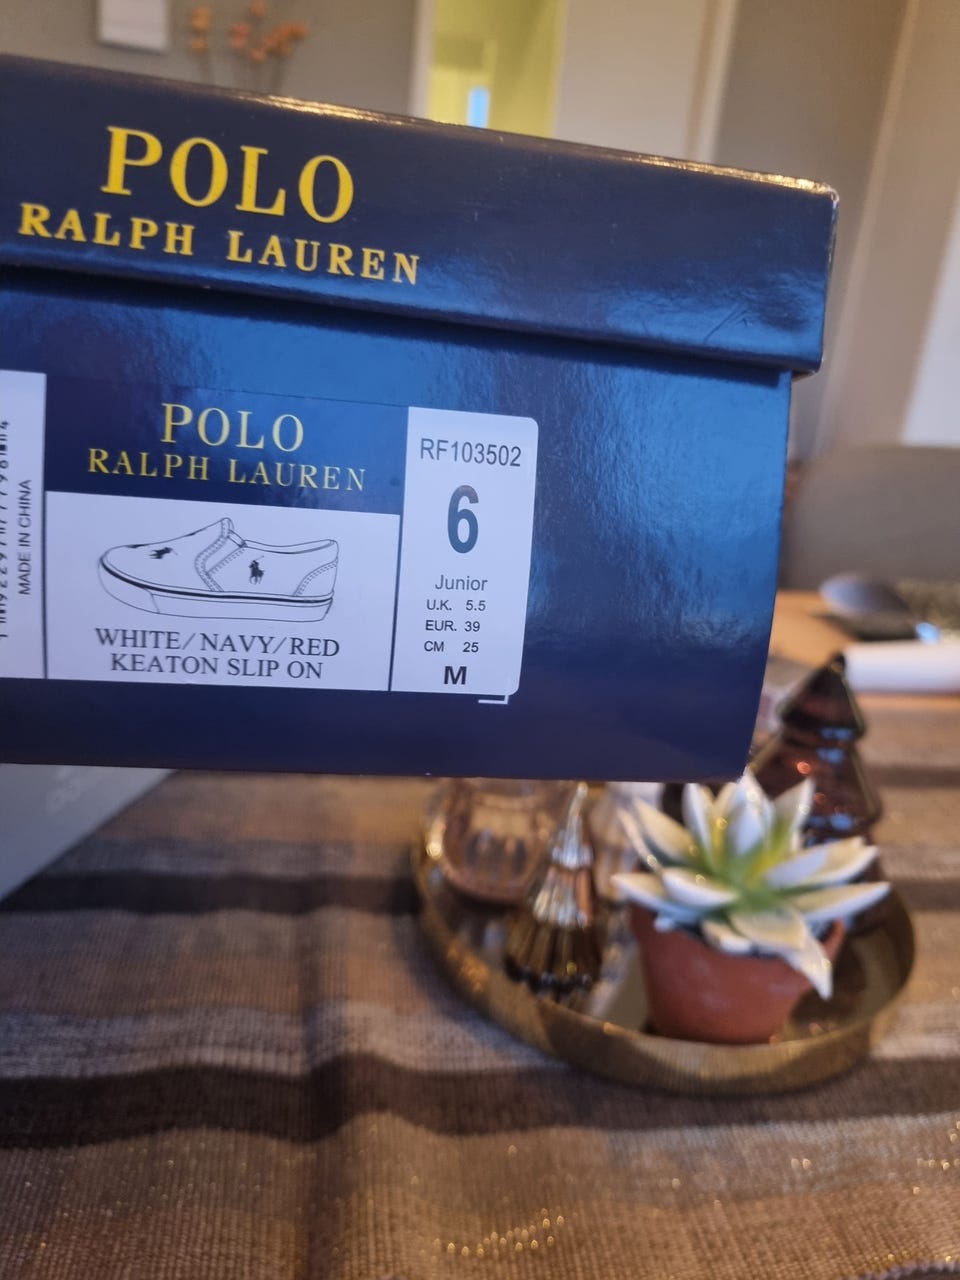 POLO
RALPH LAUREN
MADE IN CHINA
POLO
RALPH LAUREN
WHITE/NAVY/RED
KEATON SLIP ON
RF103502
6
Junior
U.K. 5.5
EUR. 39
CM 25
M